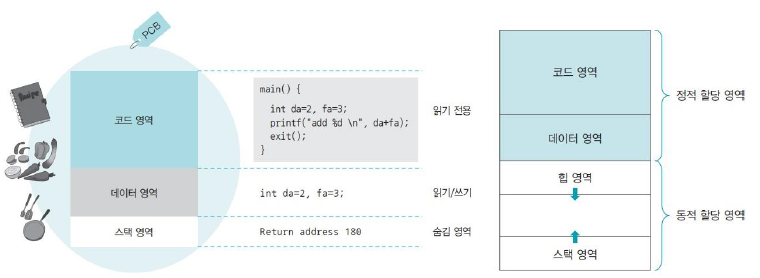 PCB
코드 영역
main() {
int da=2, fa=3;
printf("add %d \n", da+fa);
exit();
}
읽기 전용
데이터 영역
int da=2, fa=3;
읽기/쓰기
스택 영역
Return address 180
숨김 영역
코드 영역
데이터 영역
정적 할당 영역
힙 영역
스택 영역
동적 할당 영역